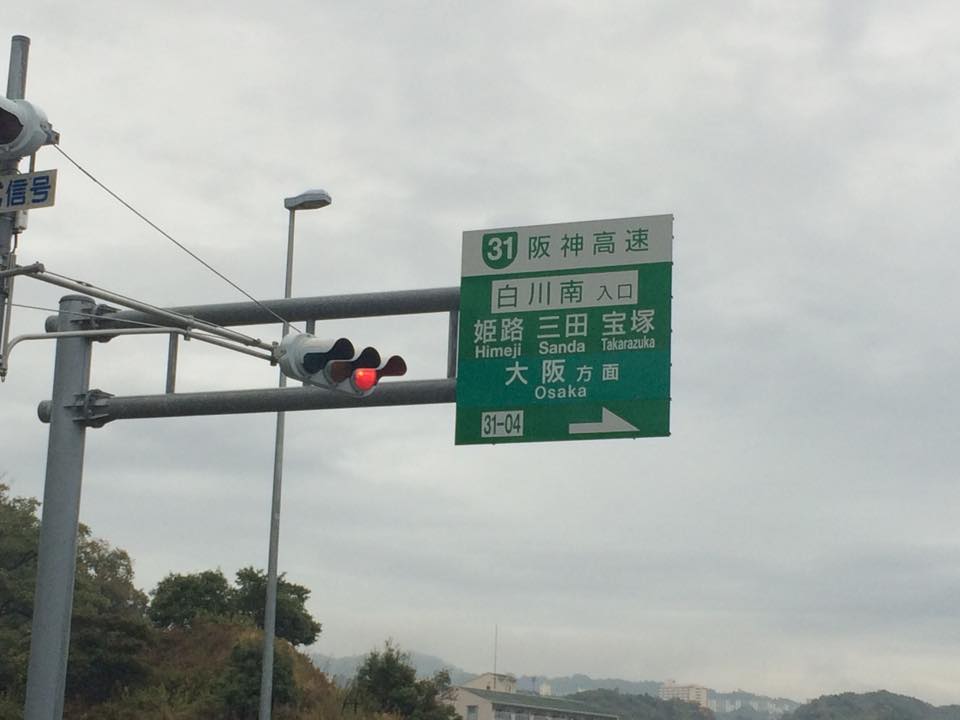 信号
31 阪神高速
白川南 入口
姫路 三田 宝塚
Himeji Sanda Takarazuka
大阪 方面
Osaka
31-04